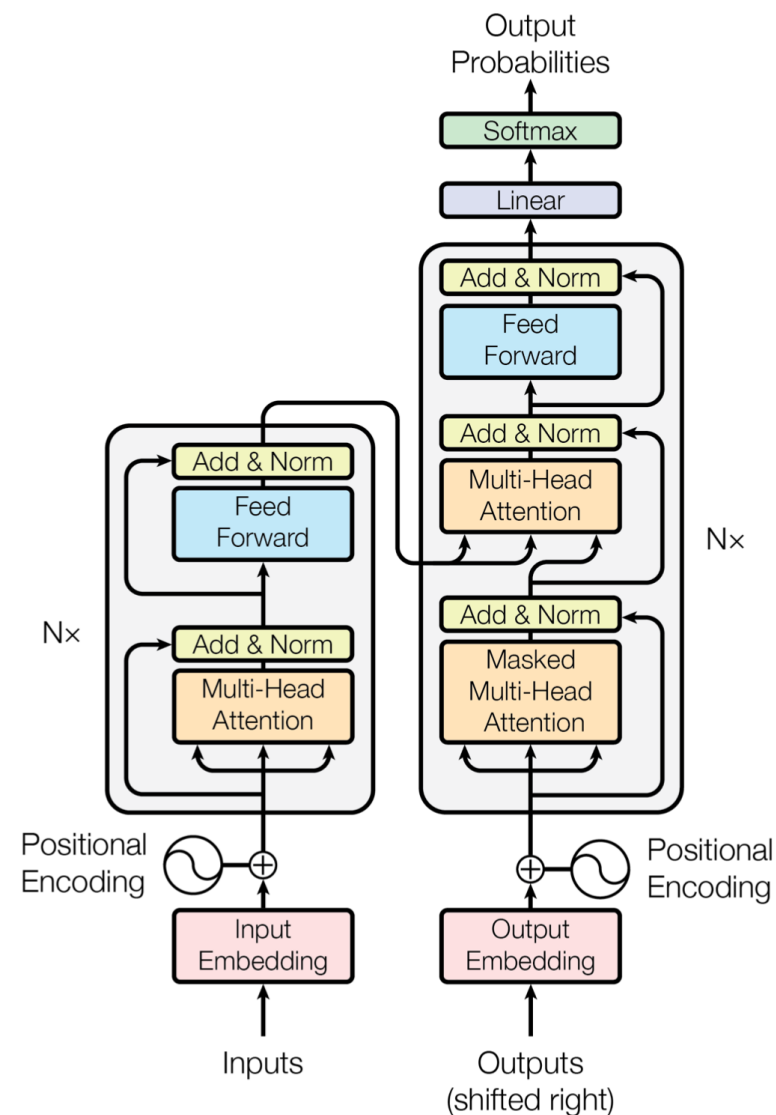 Output
Probabilities
Softmax
Linear
Add & Norm
Feed
Forward
Add & Norm
Multi-Head
Attention
Add & Norm
Masked
Multi-Head
Attention
Nx
Add & Norm
Feed
Forward
Add & Norm
Multi-Head
Attention
Nx
Positional
Encoding
Positional
Encoding
Input
Embedding
Output
Embedding
Inputs
Outputs
(shifted right)